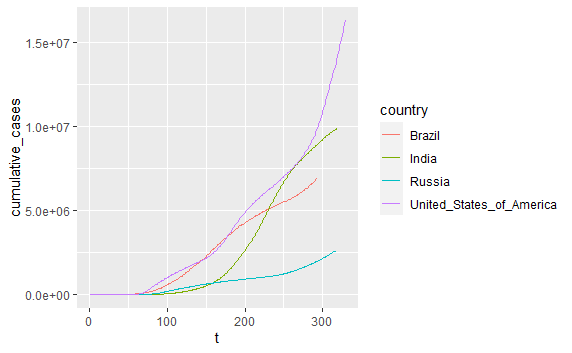 1.5e+07
1.0e+07
5.0e+06
0.0e+00
cumulative_cases
0 100 200 300
t
country
Brazil
India
Russia
United_States_of_America